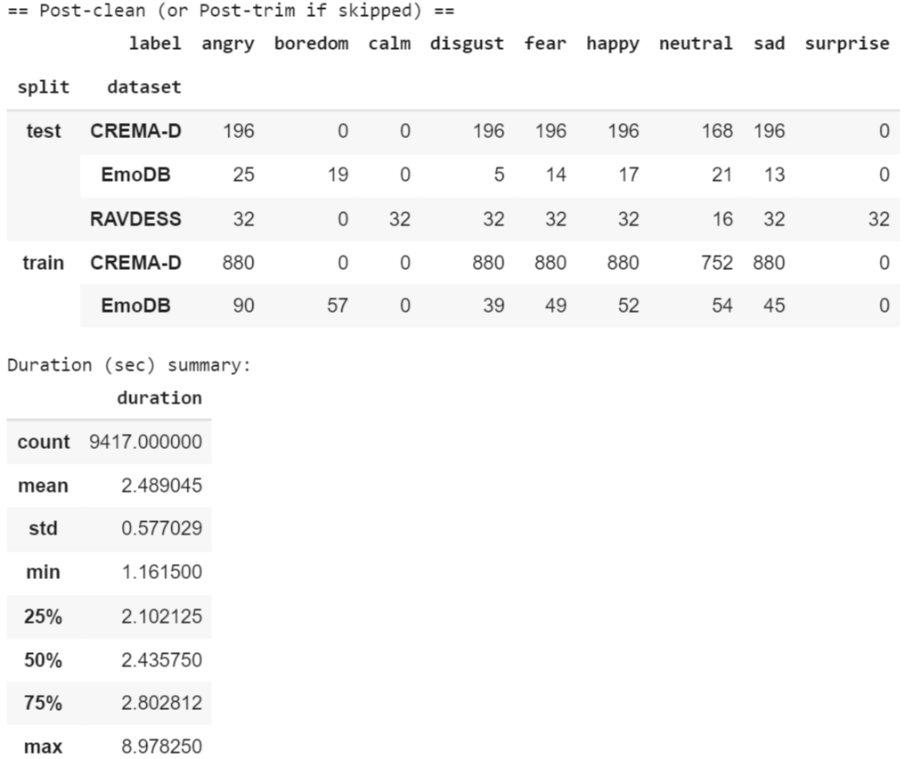 == Post-clean (or Post-trim if skipped) ==
label angry boredom calm disgust fear happy neutral sad surprise
split dataset
test CREMA-D 196 0 0 196 196 196 168 196 0
EmoDB 25 19 0 5 14 17 21 13 0
RAVDESS 32 0 32 32 32 32 16 32 32
train CREMA-D 880 0 0 880 880 880 752 880 0
EmoDB 90 57 0 39 49 52 54 45 0
Duration (sec) summary:
duration
count 9417.000000
mean 2.489045
std 0.577029
min 1.161500
25% 2.102125
50% 2.435750
75% 2.802812
max 8.978250